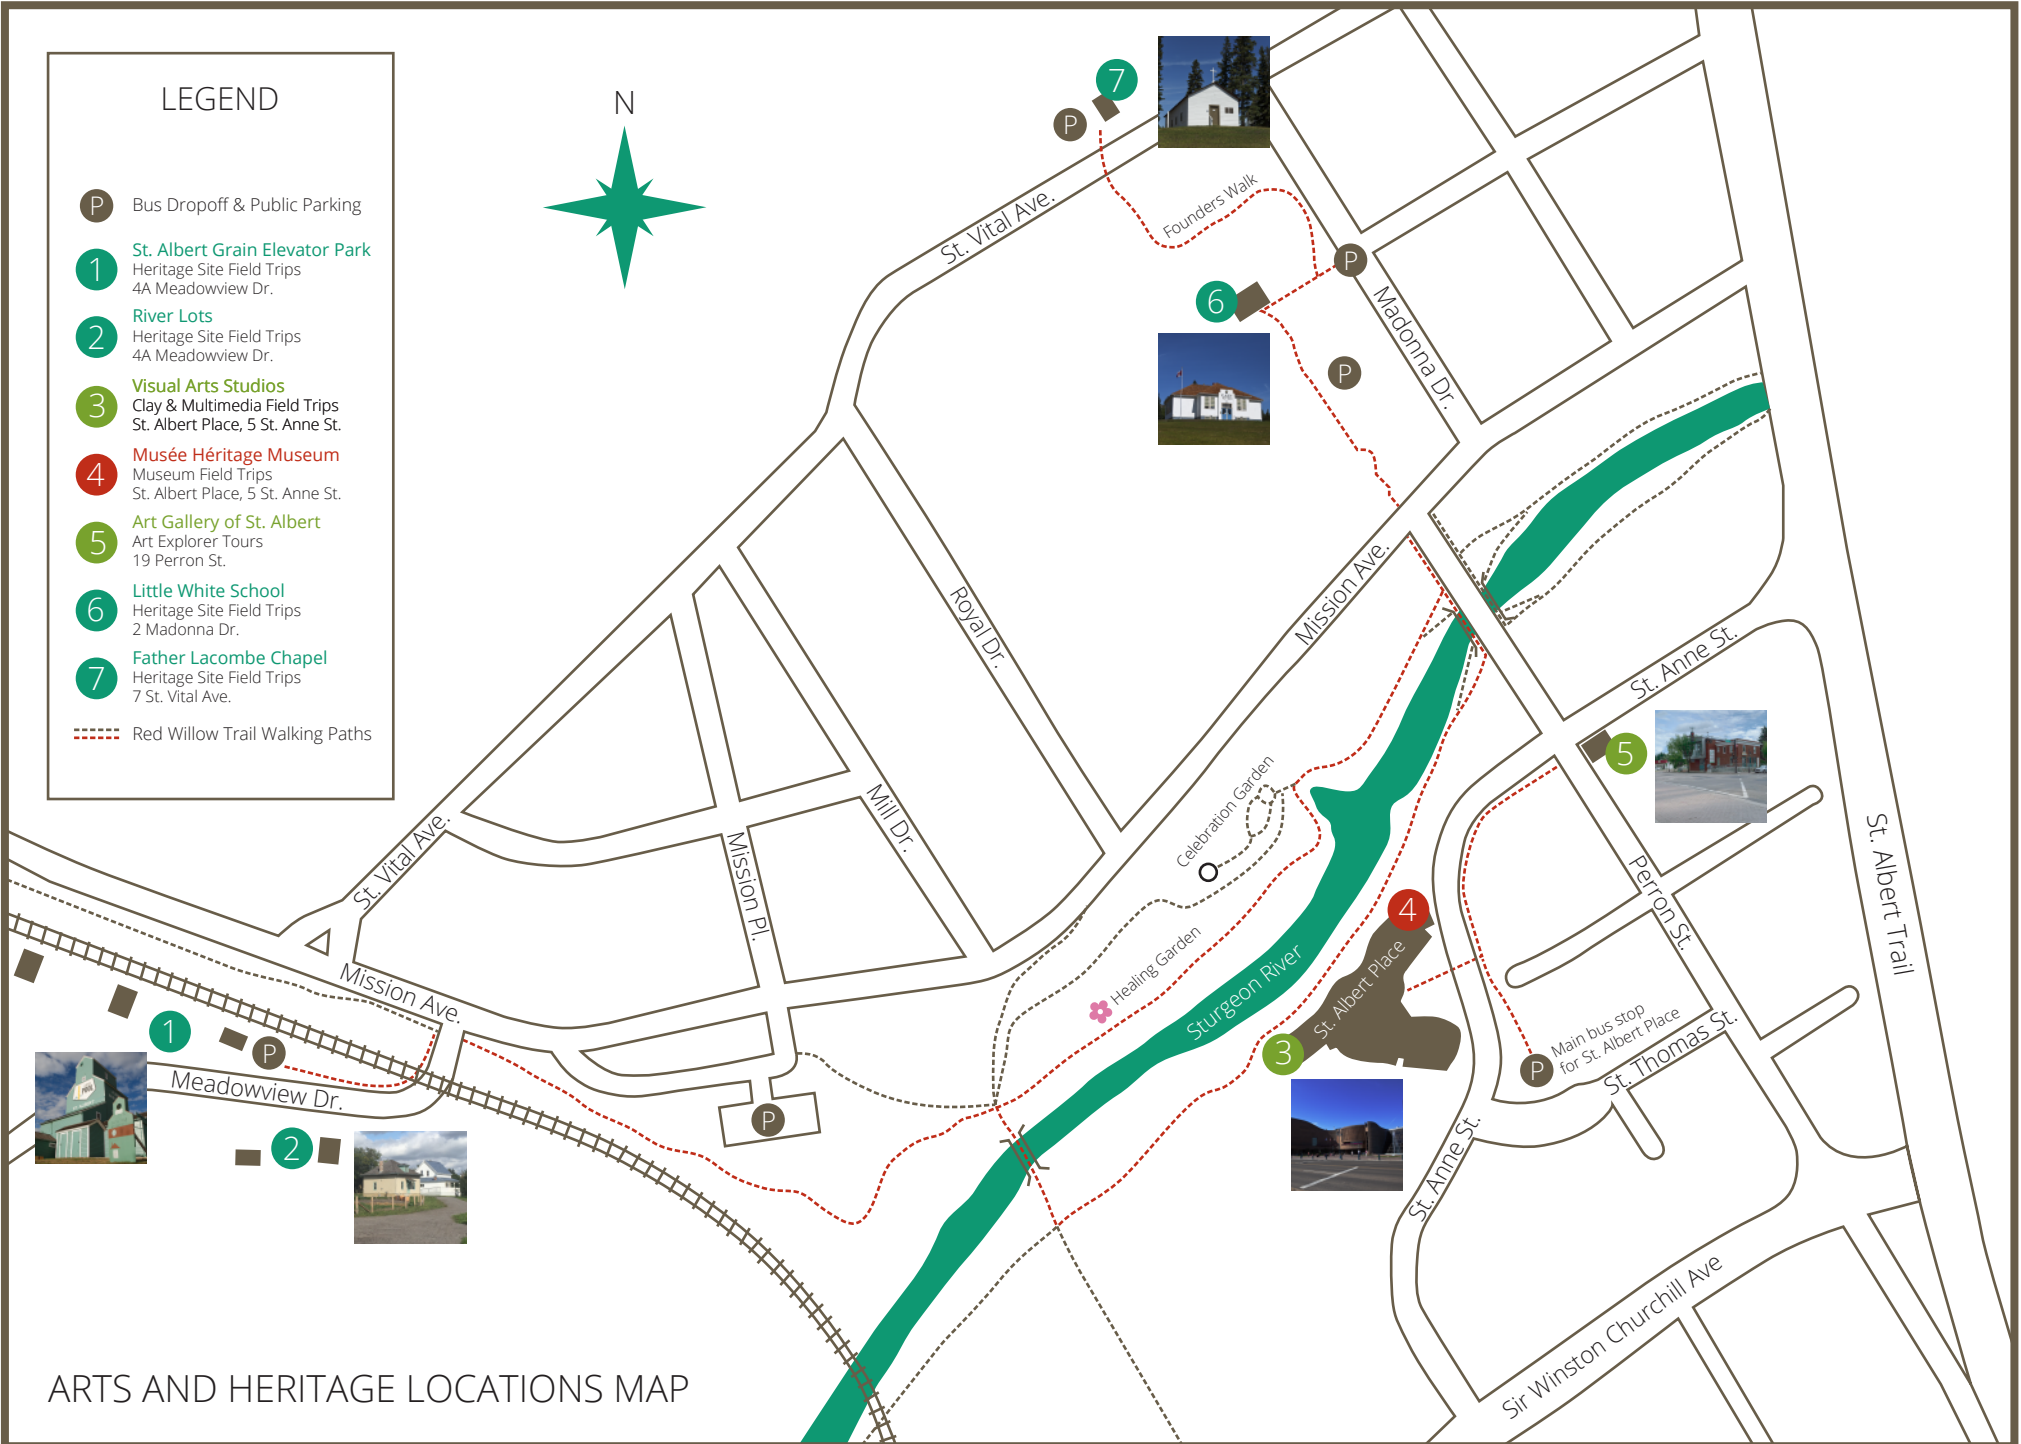 LEGEND
P Bus Dropoff & Public Parking
1 St. Albert Grain Elevator Park
Heritage Site Field Trips
4A Meadowview Dr.
2 River Lots
Heritage Site Field Trips
4A Meadowview Dr.
3 Visual Arts Studios
Clay & Multimedia Field Trips
St. Albert Place, 5 St. Anne St.
4 Musée Héritage Museum
Museum Field Trips
St. Albert Place, 5 St. Anne St.
5 Art Gallery of St. Albert
Art Explorer Tours
19 Perron St.
6 Little White School
Heritage Site Field Trips
2 Madonna Dr.
7 Father Lacombe Chapel
Heritage Site Field Trips
7 St. Vital Ave.
Red Willow Trail Walking Paths
N
7
P
St. Vital Ave.
Founders Walk
P
6
Madonna Dr.
P
Mission Ave.
Royal Dr.
St. Anne St.
5
Celebration Garden
Mill Dr.
St. Vital Ave.
Mission Pl.
St. Albert Trail
Perron St.
4
St. Albert Place
Healing Garden
Sturgeon River
Mission Ave.
1
P
3
Main bus stop
for St. Albert Place
P
St. Thomas St.
Meadowview Dr.
P
2
St. Anne St.
Sir Winston Churchill Ave
ARTS AND HERITAGE LOCATIONS MAP